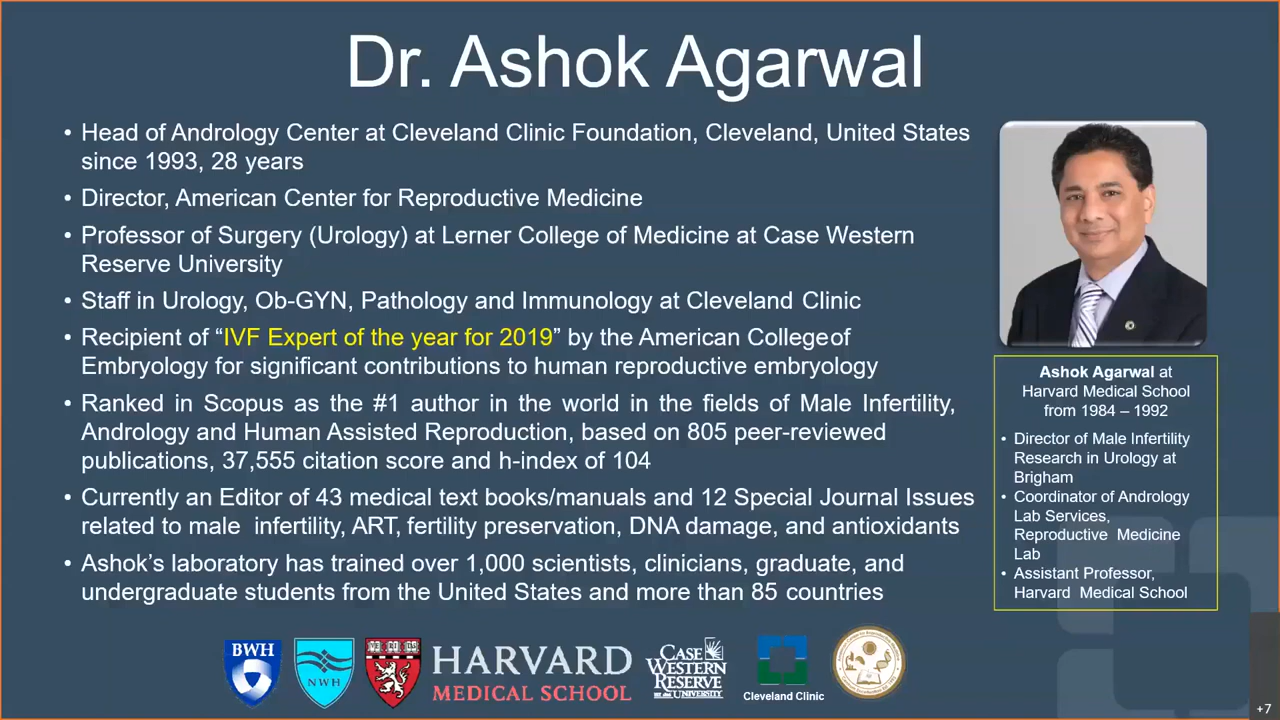 Dr. Ashok Agarwal
• Head of Andrology Center at Cleveland Clinic Foundation, Cleveland, United States
since 1993, 28 years
• Director, American Center for Reproductive Medicine
• Professor of Surgery (Urology) at Lerner College of Medicine at Case Western
Reserve University
• Staff in Urology, Ob-GYN, Pathology and Immunology at Cleveland Clinic
• Recipient of “IVF Expert of the year for 2019” by the American Collegeof
Embryology for significant contributions to human reproductive embryology
• Ranked in Scopus as the #1 author in the world in the fields of Male Infertility,
Andrology and Human Assisted Reproduction, based on 805 peer-reviewed
publications, 37,555 citation score and h-index of 104
• Currently an Editor of 43 medical text books/manuals and 12 Special Journal Issues
related to male infertility, ART, fertility preservation, DNA damage, and antioxidants
• Ashok’s laboratory has trained over 1,000 scientists, clinicians, graduate, and
undergraduate students from the United States and more than 85 countries
Ashok Agarwal at
Harvard Medical School
from 1984 – 1992
• Director of Male Infertility
Research in Urology at
Brigham
• Coordinator of Andrology
Lab Services,
Reproductive Medicine
Lab
• Assistant Professor,
Harvard Medical School
BWH
NWH
HARVARD
MEDICAL SCHOOL
CASE
WESTERN
RESERVE
UNIVERSITY
Cleveland Clinic
+7